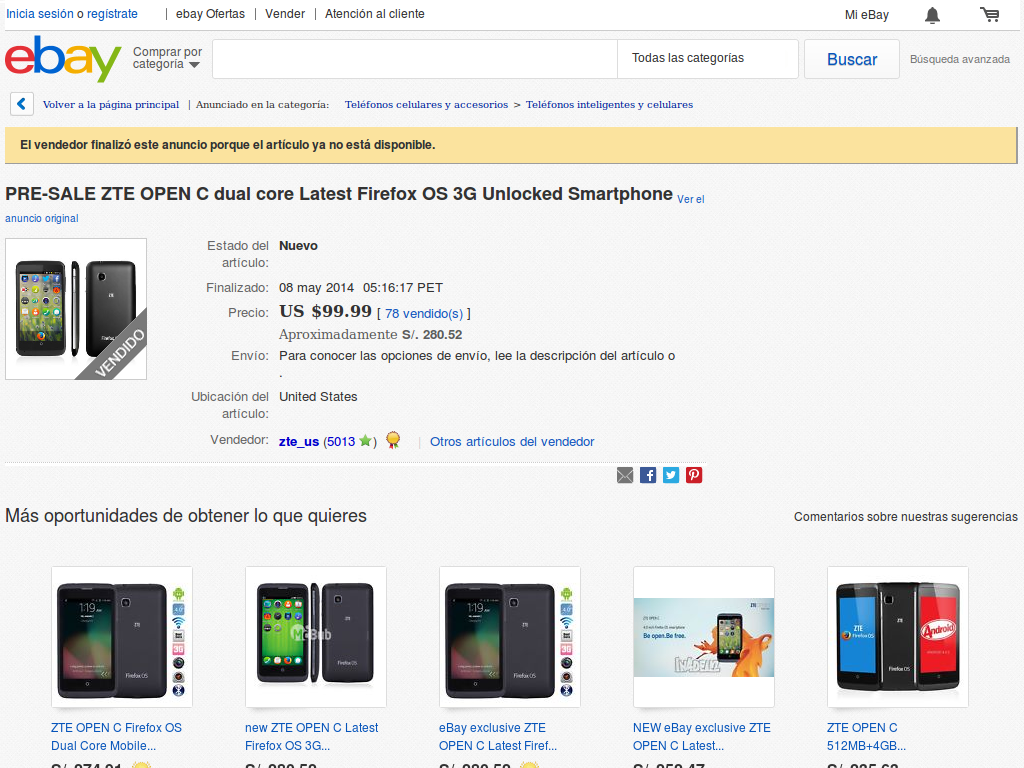 Inicia sesión o regístrate | ebay Ofertas | Vender | Atención al cliente Mi eBay
ebay Comprar por categoría Todas las categorías Buscar Búsqueda avanzada
Volver a la página principal | Anunciado en la categoría: Teléfonos celulares y accesorios > Teléfonos inteligentes y celulares
El vendedor finalizó este anuncio porque el artículo ya no está disponible.
PRE-SALE ZTE OPEN C dual core Latest Firefox OS 3G Unlocked Smartphone Ver el
anuncio original
VENDIDO
Estado del artículo: Nuevo
Finalizado: 08 may 2014 05:16:17 PET
Precio: US $99.99 [ 78 vendido(s) ]
Aproximadamente S/. 280.52
Envío: Para conocer las opciones de envío, lee la descripción del artículo o
.
Ubicación del artículo: United States
Vendedor: zte_us (5013 ) | Otros artículos del vendedor
Más oportunidades de obtener lo que quieres Comentarios sobre nuestras sugerencias
ZTE OPEN C Firefox OS
Dual Core Mobile...
new ZTE OPEN C Latest
Firefox OS 3G...
eBay exclusive ZTE
OPEN C Latest Firef...
NEW eBay exclusive ZTE
OPEN C Latest...
ZTE OPEN C
512MB+4GB...